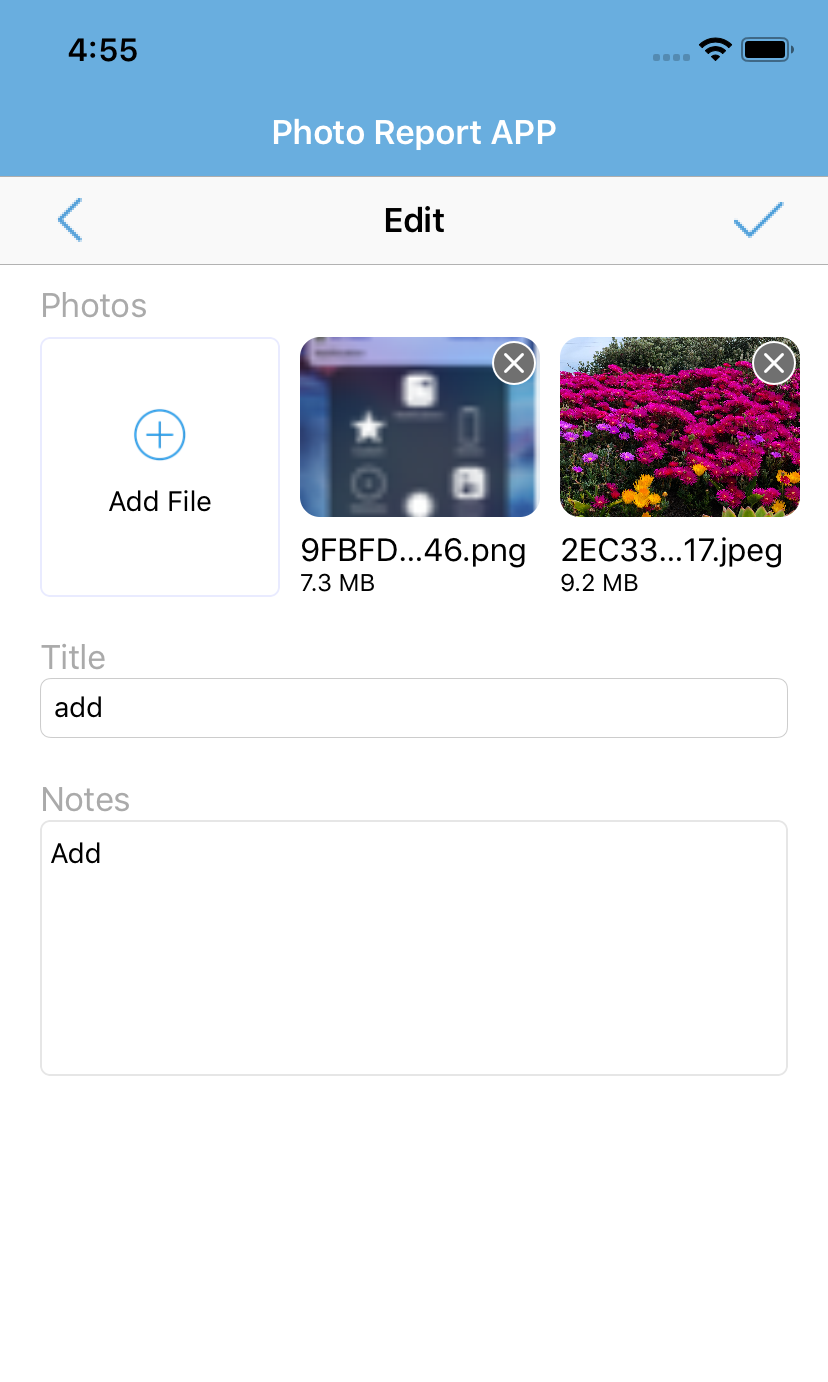 4:55
Photo Report APP
Edit
Photos
Add File
9FBFD...46.png
2EC33...17.jpeg
7.3 MB
9.2 MB
Title
add
Notes
Add